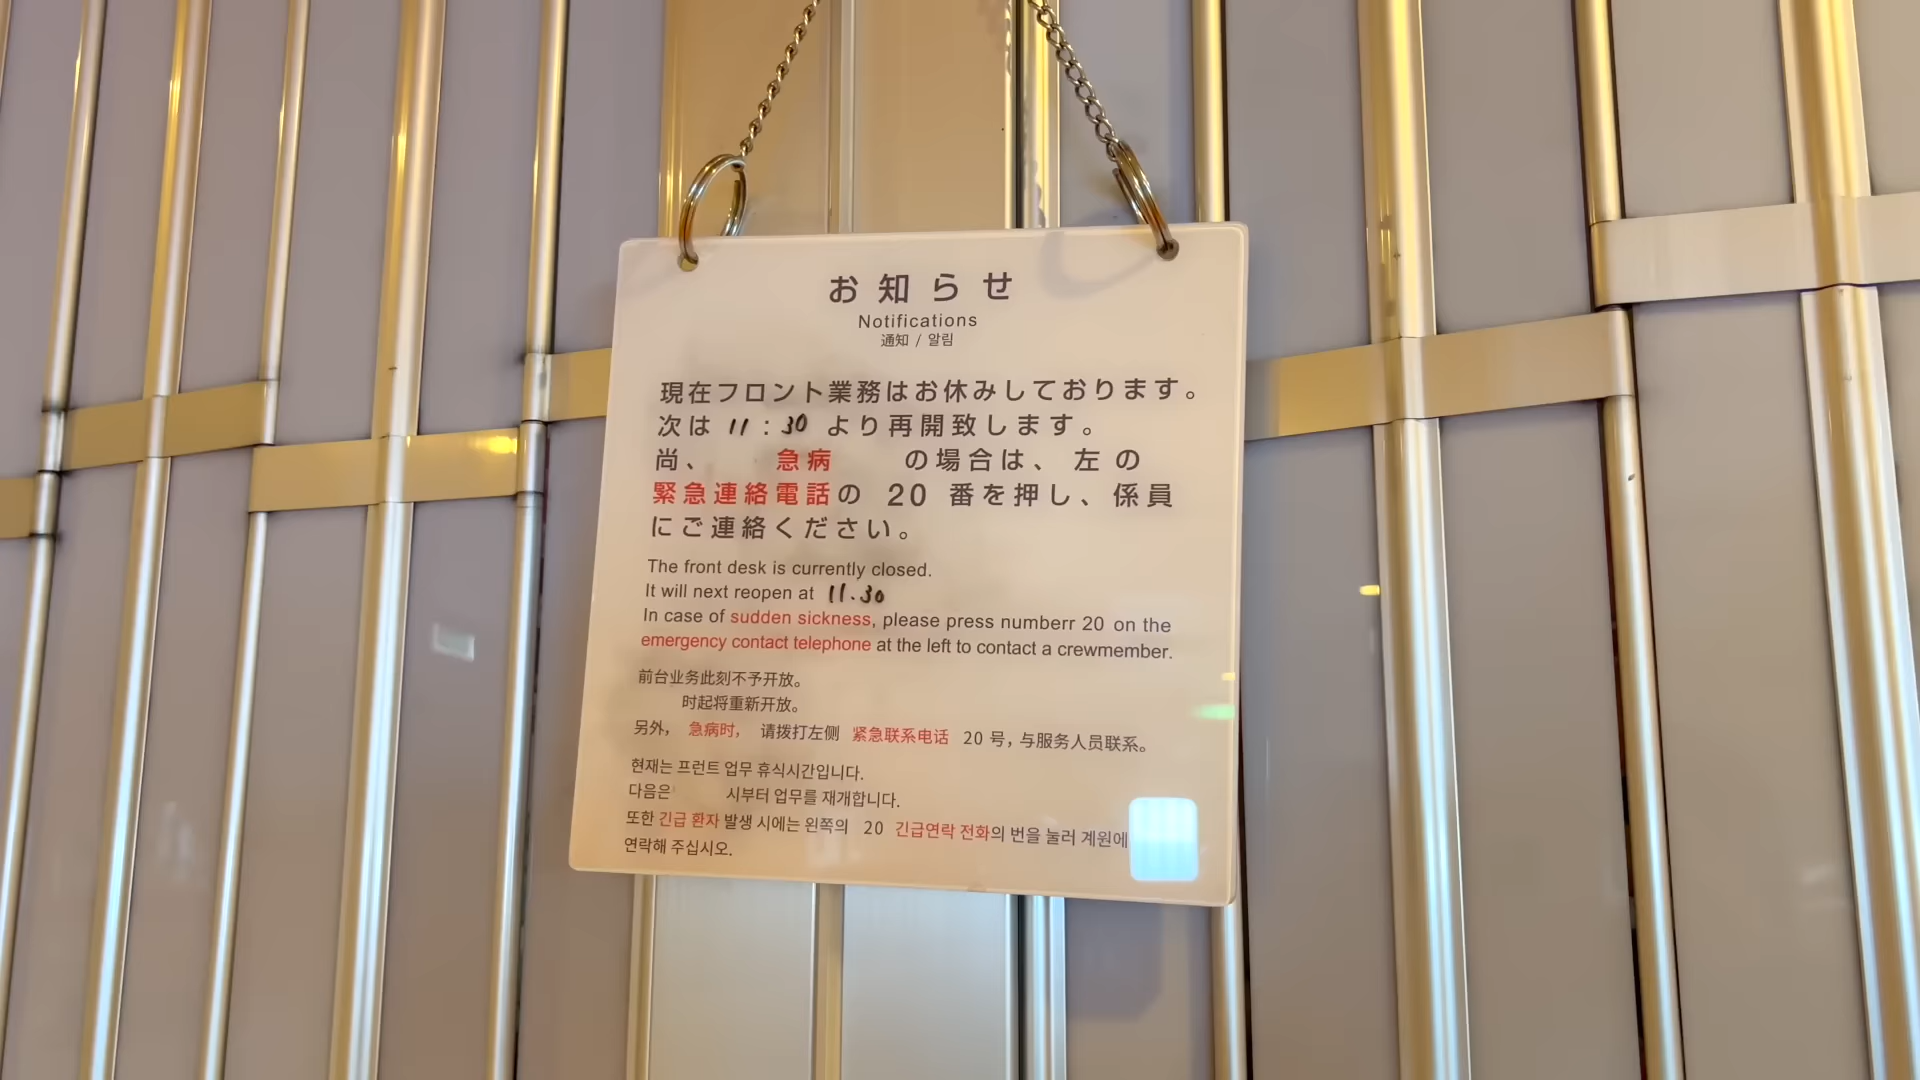 お知らせ
Notifications
通知 / 알림
現在フロント業務はお休みしております。
次は 11:30 より再開致します。
尚、 急病 の場合は、左の
緊急連絡電話の 20 番を押し、係員
にご連絡ください。
The front desk is currently closed.
It will next reopen at 11.30
In case of sudden sickness, please press numberr 20 on the
emergency contact telephone at the left to contact a crewmember.
前台业务此刻不予开放。
时起将重新开放。
另外， 急病时， 请拨打左侧 紧急联系电话 20 号，与服务人员联系。
현재는 프런트 업무 휴식시간입니다.
다음은 시부터 업무를 재개합니다.
또한 긴급 환자 발생 시에는 왼쪽의 20 긴급연락 전화의 번을 눌러 계원에
연락해 주십시오.